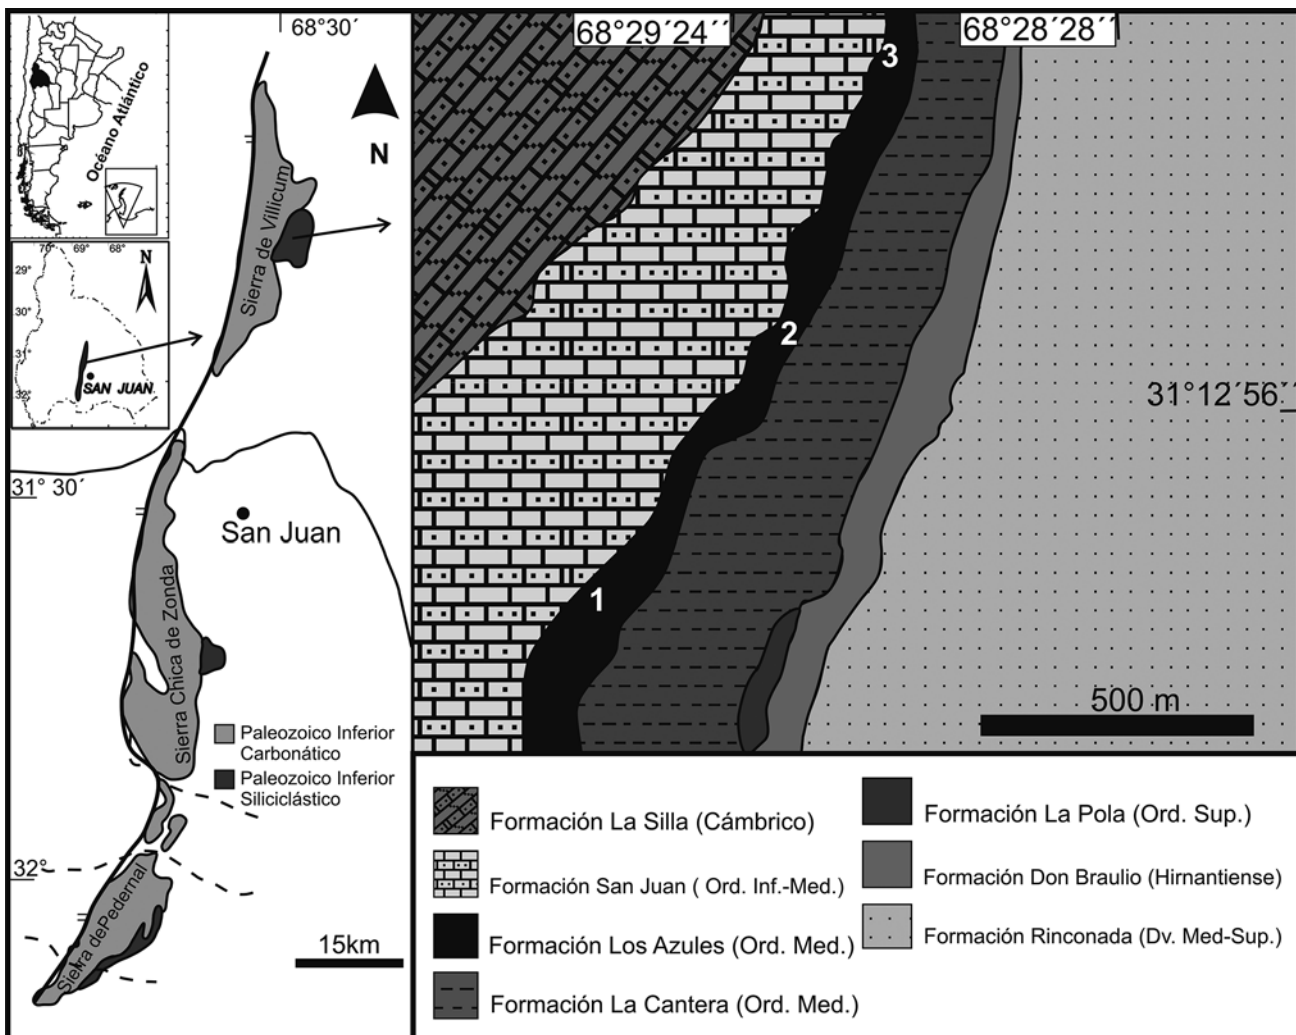 68°30´
Océano Atlántico
N
70°
69°
68°
N
29°
30°
31°
32°
SAN JUAN
Sierra de Villicum
31° 30´
San Juan
Sierra Chica de Zonda
Paleozoico Inferior
Carbonático
Paleozoico Inferior
Siliciclástico
32°
Sierra dePedernal
15km
68°29´24´´
68°28´28´´
3
2
31°12´56´´
1
500 m
Formación La Silla (Cámbrico)
Formación San Juan ( Ord. Inf.-Med.)
Formación Los Azules (Ord. Med.)
Formación La Cantera (Ord. Med.)
Formación La Pola (Ord. Sup.)
Formación Don Braulio (Hirnantiense)
Formación Rinconada (Dv. Med-Sup.)